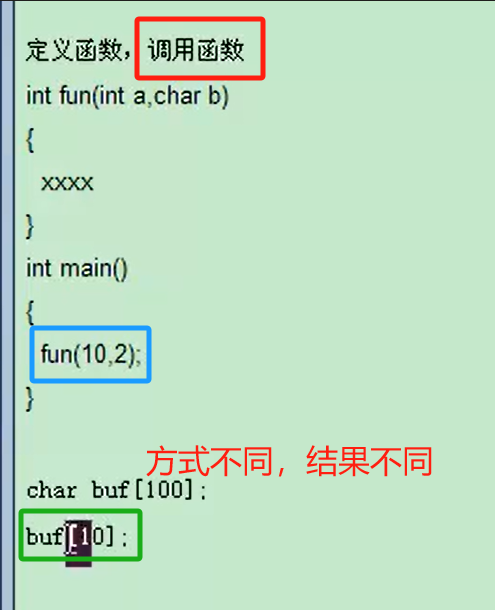 定义函数，调用函数
int fun(int a,char b)
{
xxxx
}
int main()
{
fun(10,2);
}
方式不同，结果不同
char buf[100];
buf[10];